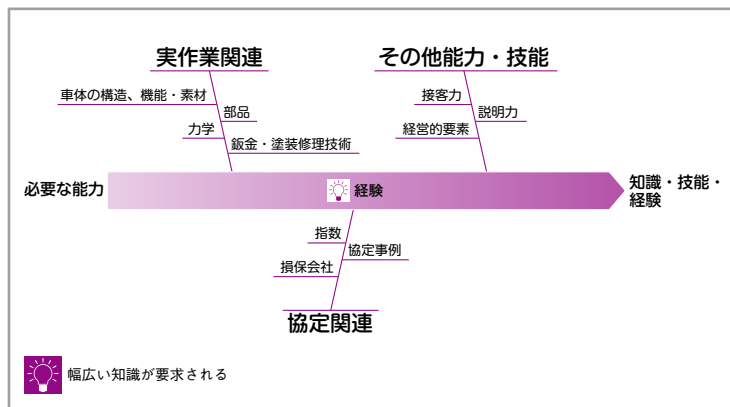 実作業関連
その他能力・技能
車体の構造、機能・素材
部品
力学
鈑金・塗装修理技術
接客力
説明力
経営的要素
必要な能力
経験
知識・技能・
経験
指数
協定事例
損保会社
協定関連
幅広い知識が要求される